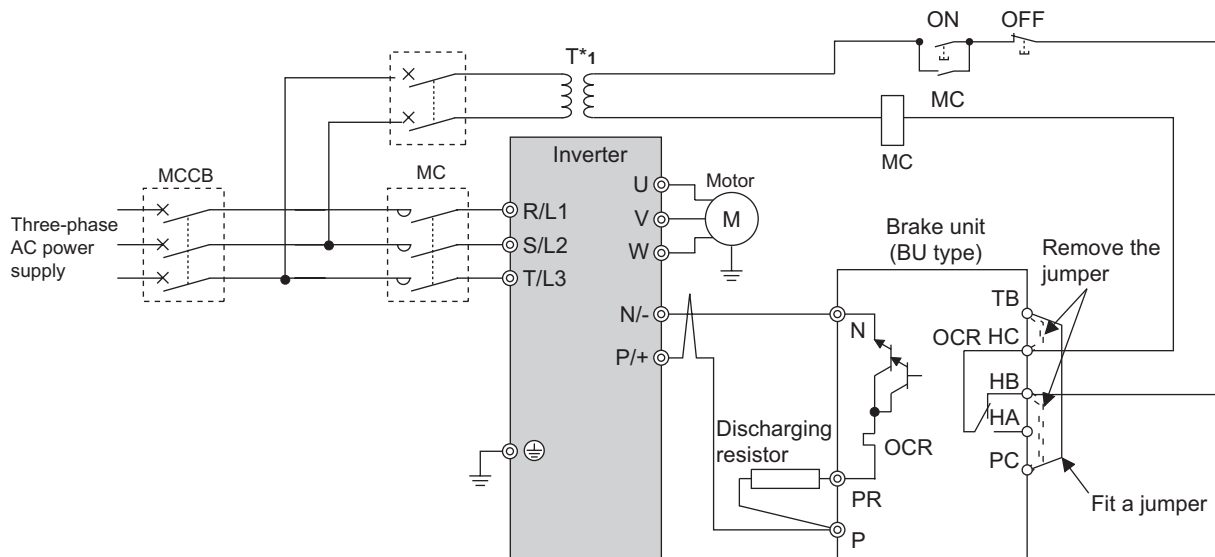 ON
OFF
T*1
MC
MC
Inverter
MCCB
MC
U
Motor
R/L1
V
M
Three-phase
AC power
supply
S/L2
W
Brake unit
(BU type)
Remove the
jumper
T/L3
TB
N/-
N
OCR
HC
P/+
HB
HA
Discharging
resistor
OCR
PC
PR
Fit a jumper
P